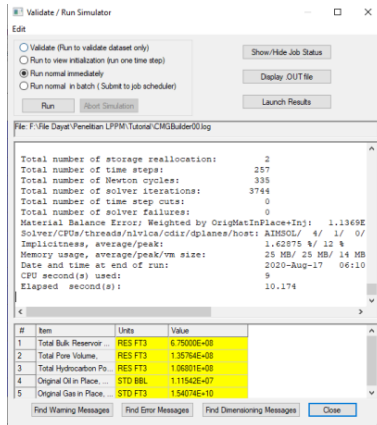 Validate / Run Simulator
Edit
Validate (Run to validate dataset only)
Run to view initialization (run one time step)
Run normal immediately
Run normal in batch ( Submit to job scheduler)
Run
Abort Simulation
Show/Hide Job Status
Display .OUT file
Launch Results
File: F:\File Dayat\Penelitian LPPM\Tutorial\CMGBuilder00.log
Total number of storage reallocation: 2
Total number of time steps: 257
Total number of Newton cycles: 335
Total number of solver iterations: 3744
Total number of time step cuts: 0
Total number of solver failures: 0
Material Balance Error; Weighted by OrigMatInPlace+Inj: 1.1369E
Solver/CPUs/threads/nlvlca/cdir/dplanes/host: AIMSOL/ 4/ 1/ 0/
Implicitness, average/peak: 1.62875 %/ 12 %
Memory usage, average/peak/vm size: 25 MB/ 25 MB/ 14 MB
Date and time at end of run: 2020-Aug-17 06:10
CPU second(s) used: 9
Elapsed second(s): 10.174
# Item Units Value
1 Total Bulk Reservoir ... RES FT3 6.75000E+08
2 Total Pore Volume, RES FT3 1.35764E+08
3 Total Hydrocarbon Po... RES FT3 1.06801E+08
4 Original Oil in Place, ... STD BBL 1.11542E+07
5 Original Gas in Place, ... STD FT3 1.54074E+10
Find Warning Messages
Find Error Messages
Find Dimensioning Messages
Close